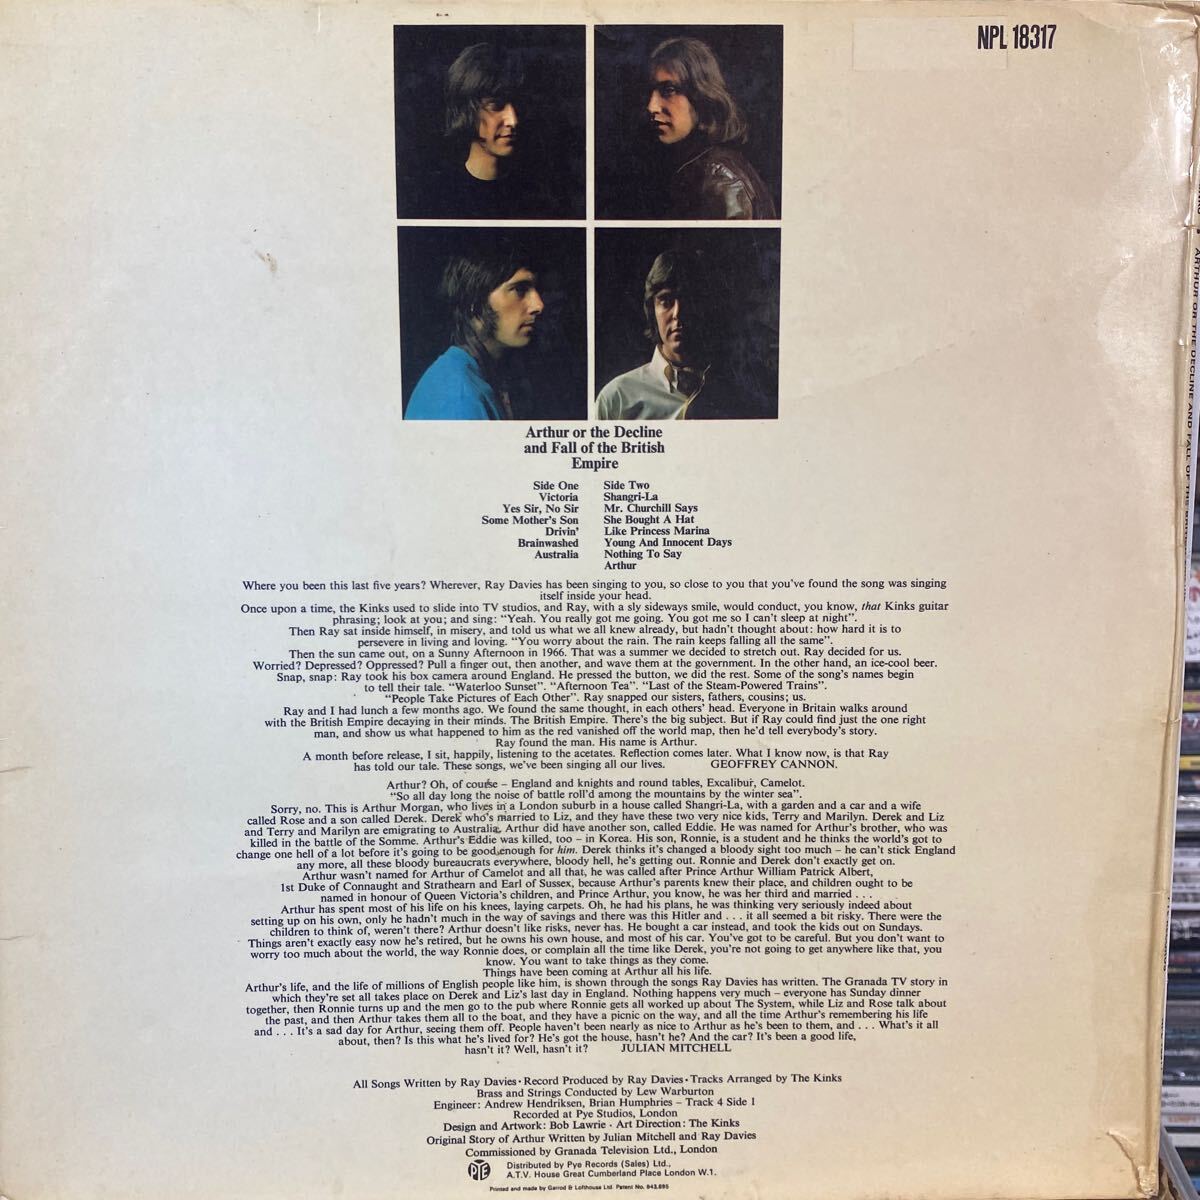 NPL 18317
Arthur or the Decline
and Fall of the British
Empire
Side One
Victoria
Yes Sir, No Sir
Some Mother's Son
Drivin'
Brainwashed
Australia
Side Two
Shangri-La
Mr. Churchill Says
She Bought A Hat
Like Princess Marina
Young And Innocent Days
Nothing To Say
Arthur
Where you been this last five years? Wherever, Ray Davies has been singing to you, so close to you that you've found the song was singing
itself inside your head.
Once upon a time, the Kinks used to slide into TV studios, and Ray, with a sly sideways smile, would conduct, you know, that Kinks guitar
phrasing; look at you; and sing: "Yeah. You really got me going. You got me so I can't sleep at night".
Then Ray sat inside himself, in misery, and told us what we all knew already, but hadn't thought about: how hard it is to
persevere in living and loving. "You worry about the rain. The rain keeps falling all the same".
Then the sun came out, on a Sunny Afternoon in 1966. That was a summer we decided to stretch out. Ray decided for us.
Worried? Depressed? Oppressed? Pull a finger out, then another, and wave them at the government. In the other hand, an ice-cool beer.
Snap, snap: Ray took his box camera around England. He pressed the button, we did the rest. Some of the song's names begin
to tell their tale. "Waterloo Sunset". "Afternoon Tea". "Last of the Steam-Powered Trains".
"People Take Pictures of Each Other". Ray snapped our sisters, fathers, cousins; us.
Ray and I had lunch a few months ago. We found the same thought, in each others' head. Everyone in Britain walks around
with the British Empire decaying in their minds. The British Empire. There's the big subject. But if Ray could find just the one right
man, and show us what happened to him as the red vanished off the world map, then he'd tell everybody's story.
Ray found the man. His name is Arthur.
A month before release, I sit, happily, listening to the acetates. Reflection comes later. What I know now, is that Ray
has told our tale. These songs, we've been singing all our lives. GEOFFREY CANNON.
Arthur? Oh, of course – England and knights and round tables, Excalibur, Camelot.
"So all day long the noise of battle roll'd among the mountains by the winter sea".
Sorry, no. This is Arthur Morgan, who lives in a London suburb in a house called Shangri-La, with a garden and a car and a wife
called Rose and a son called Derek. Derek who's married to Liz, and they have these two very nice kids, Terry and Marilyn. Derek and Liz
and Terry and Marilyn are emigrating to Australia. Arthur did have another son, called Eddie. He was named for Arthur's brother, who was
killed in the battle of the Somme. Arthur's Eddie was killed, too – in Korea. His son, Ronnie, is a student and he thinks the world's got to
change one hell of a lot before it's going to be good enough for him. Derek thinks it's changed a bloody sight too much – he can't stick England
any more, all these bloody bureaucrats everywhere, bloody hell, he's getting out. Ronnie and Derek don't exactly get on.
Arthur wasn't named for Arthur of Camelot and all that, he was called after Prince Arthur William Patrick Albert,
1st Duke of Connaught and Strathearn and Earl of Sussex, because Arthur's parents knew their place, and children ought to be
named in honour of Queen Victoria's children, and Prince Arthur, you know, he was her third and married . . .
Arthur has spent most of his life on his knees, laying carpets. Oh, he had his plans, he was thinking very seriously indeed about
setting up on his own, only he hadn't much in the way of savings and there was this Hitler and . . . it all seemed a bit risky. There were the
children to think of, weren't there? Arthur doesn't like risks, never has. He bought a car instead, and took the kids out on Sundays.
Things aren't exactly easy now he's retired, but he owns his own house, and most of his car. You've got to be careful. But you don't want to
worry too much about the world, the way Ronnie does, or complain all the time like Derek, you're not going to get anywhere like that, you
know. You want to take things as they come.
Things have been coming at Arthur all his life.
Arthur's life, and the life of millions of English people like him, is shown through the songs Ray Davies has written. The Granada TV story in
which they're set all takes place on Derek and Liz's last day in England. Nothing happens very much – everyone has Sunday dinner
together, then Ronnie turns up and the men go to the pub where Ronnie gets all worked up about The System, while Liz and Rose talk about
the past, and then Arthur takes them all to the boat, and they have a picnic on the way, and all the time Arthur's remembering his life
and . . . It's a sad day for Arthur, seeing them off. People haven't been nearly as nice to Arthur as he's been to them, and . . . What's it all
about, then? Is this what he's lived for? He's got the house, hasn't he? And the car? It's been a good life,
hasn't it? Well, hasn't it? JULIAN MITCHELL
All Songs Written by Ray Davies · Record Produced by Ray Davies · Tracks Arranged by The Kinks
Brass and Strings Conducted by Lew Warburton
Engineer: Andrew Hendriksen, Brian Humphries – Track 4 Side 1
Recorded at Pye Studios, London
Design and Artwork: Bob Lawrie · Art Direction: The Kinks
Original Story of Arthur Written by Julian Mitchell and Ray Davies
Commissioned by Granada Television Ltd., London
PYE
Distributed by Pye Records (Sales) Ltd.,
A.T.V. House Great Cumberland Place London W.1.
Printed and made by Garrod & Lofthouse Ltd. Patent No. 943,895
ARTHUR OR THE DECLINE AND FALL OF THE